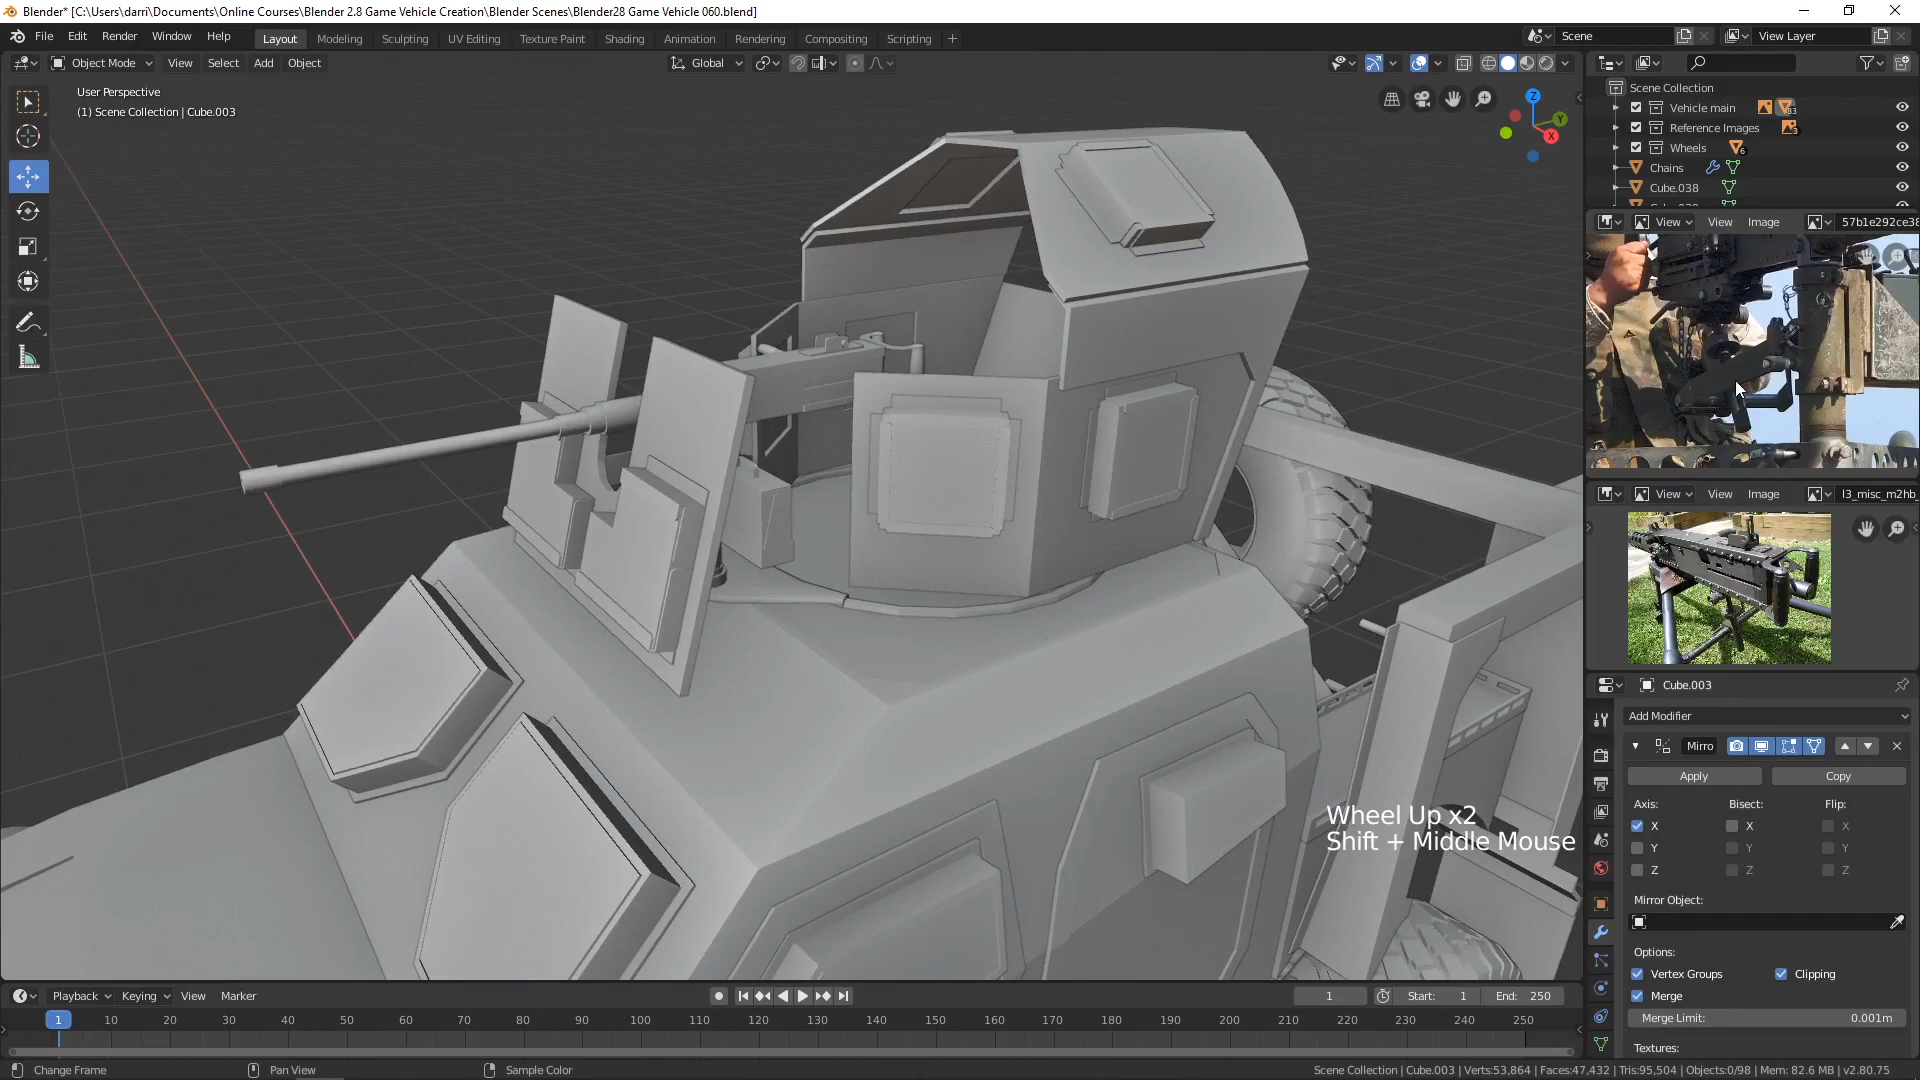 Blender* [C:\Users\darri\Documents\Online Courses\Blender 2.8 Game Vehicle Creation\Blender Scenes\Blender28 Game Vehicle 060.blend]
File Edit Render Window Help Layout Modeling Sculpting UV Editing Texture Paint Shading Animation Rendering Compositing Scripting + Scene View Layer
Object Mode View Select Add Object Global
User Perspective
(1) Scene Collection | Cube.003
Z
Y
X
Scene Collection
Vehicle main 83
Reference Images 3
Wheels 6
Chains
Cube.038
View View Image 57b1e292ce38
View View Image l3_misc_m2hb_
Cube.003
Add Modifier
Mirro
Apply Copy
Axis: Bisect: Flip:
X X X
Y Y Y
Z Z Z
Mirror Object:
Options:
Vertex Groups Clipping
Merge
Merge Limit: 0.001m
Textures:
Wheel Up x2
Shift + Middle Mouse
Playback Keying View Marker 1 Start: 1 End: 250
1 10 20 30 40 50 60 70 80 90 100 110 120 130 140 150 160 170 180 190 200 210 220 230 240 250
Change Frame Pan View Sample Color Scene Collection | Cube.003 | Verts:53,864 | Faces:47,432 | Tris:95,504 | Objects:0/98 | Mem: 82.6 MB | v2.80.75